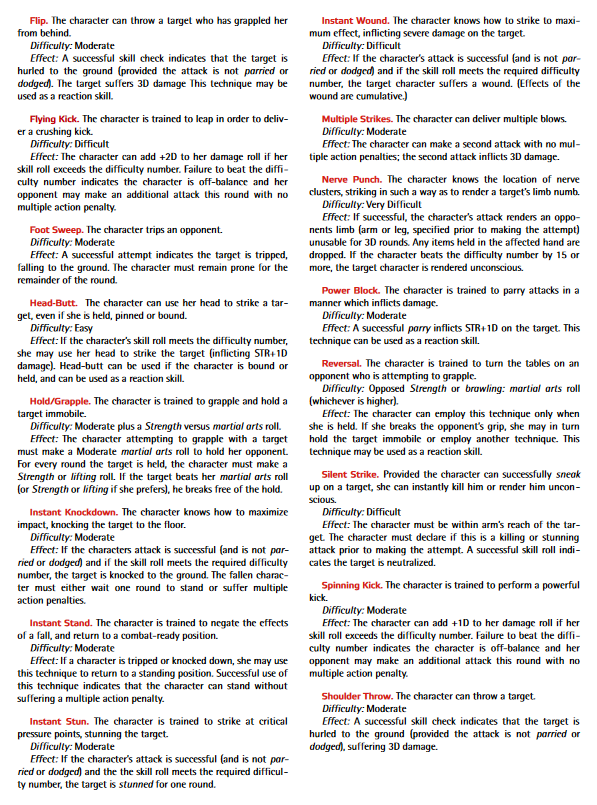 Flip. The character can throw a target who has grappled her
from behind.
Difficulty: Moderate
Effect: A successful skill check indicates that the target is
hurled to the ground (provided the attack is not parried or
dodged). The target suffers 3D damage This technique may be
used as a reaction skill.
Flying Kick. The character is trained to leap in order to deliv-
er a crushing kick.
Difficulty: Difficult
Effect: The character can add +2D to her damage roll if her
skill roll exceeds the difficulty number. Failure to beat the diffi-
culty number indicates the character is off-balance and her
opponent may make an additional attack this round with no
multiple action penalty.
Foot Sweep. The character trips an opponent.
Difficulty: Moderate
Effect: A successful attempt indicates the target is tripped,
falling to the ground. The character must remain prone for the
remainder of the round.
Head-Butt. The character can use her head to strike a tar-
get, even if she is held, pinned or bound.
Difficulty: Easy
Effect: If the character's skill roll meets the difficulty number,
she may use her head to strike the target (inflicting STR+1D
damage). Head-butt can be used if the character is bound or
held, and can be used as a reaction skill.
Hold/Grapple. The character is trained to grapple and hold a
target immobile.
Difficulty: Moderate plus a Strength versus martial arts roll.
Effect: The character attempting to grapple with a target
must make a Moderate martial arts roll to hold her opponent.
For every round the target is held, the character must make a
Strength or lifting roll. If the target beats her martial arts roll
(or Strength or lifting if she prefers), he breaks free of the hold.
Instant Knockdown. The character knows how to maximize
impact, knocking the target to the floor.
Difficulty: Moderate
Effect: If the characters attack is successful (and is not par-
ried or dodged) and if the skill roll meets the required difficulty
number, the target is knocked to the ground. The fallen charac-
ter must either wait one round to stand or suffer multiple
action penalties.
Instant Stand. The character is trained to negate the effects
of a fall, and return to a combat-ready position.
Difficulty: Moderate
Effect: If a character is tripped or knocked down, she may use
this technique to return to a standing position. Successful use of
this technique indicates that the character can stand without
suffering a multiple action penalty.
Instant Stun. The character is trained to strike at critical
pressure points, stunning the target.
Difficulty: Moderate
Effect: If the character's attack is successful (and is not par-
ried or dodged) and the the skill roll meets the required difficul-
ty number, the target is stunned for one round.
Instant Wound. The character knows how to strike to maxi-
mum effect, inflicting severe damage on the target.
Difficulty: Difficult
Effect: If the character's attack is successful (and is not par-
ried or dodged) and if the skill roll meets the required difficulty
number, the target character suffers a wound. (Effects of the
wound are cumulative.)
Multiple Strikes. The character can deliver multiple blows.
Difficulty: Moderate
Effect: The character can make a second attack with no mul-
tiple action penalties; the second attack inflicts 3D damage.
Nerve Punch. The character knows the location of nerve
clusters, striking in such a way as to render a target's limb numb.
Difficulty: Very Difficult
Effect: If successful, the character's attack renders an oppo-
nents limb (arm or leg, specified prior to making the attempt)
unusable for 3D rounds. Any items held in the affected hand are
dropped. If the character beats the difficulty number by 15 or
more, the target character is rendered unconscious.
Power Block. The character is trained to parry attacks in a
manner which inflicts damage.
Difficulty: Moderate
Effect: A successful parry inflicts STR+1D on the target. This
technique can be used as a reaction skill.
Reversal. The character is trained to turn the tables on an
opponent who is attempting to grapple.
Difficulty: Opposed Strength or brawling: martial arts roll
(whichever is higher).
Effect: The character can employ this technique only when
she is held. If she breaks the opponent's grip, she may in turn
hold the target immobile or employ another technique. This
technique may be used as a reaction skill.
Silent Strike. Provided the character can successfully sneak
up on a target, she can instantly kill him or render him uncon-
scious.
Difficulty: Difficult
Effect: The character must be within arm's reach of the tar-
get. The character must declare if this is a killing or stunning
attack prior to making the attempt. A successful skill roll indi-
cates the target is neutralized.
Spinning Kick. The character is trained to perform a powerful
kick.
Difficulty: Moderate
Effect: The character can add +1D to her damage roll if her
skill roll exceeds the difficulty number. Failure to beat the diffi-
culty number indicates the character is off-balance and her
opponent may make an additional attack this round with no
multiple action penalty.
Shoulder Throw. The character can throw a target.
Difficulty: Moderate
Effect: A successful skill check indicates that the target is
hurled to the ground (provided the attack is not parried or
dodged), suffering 3D damage.